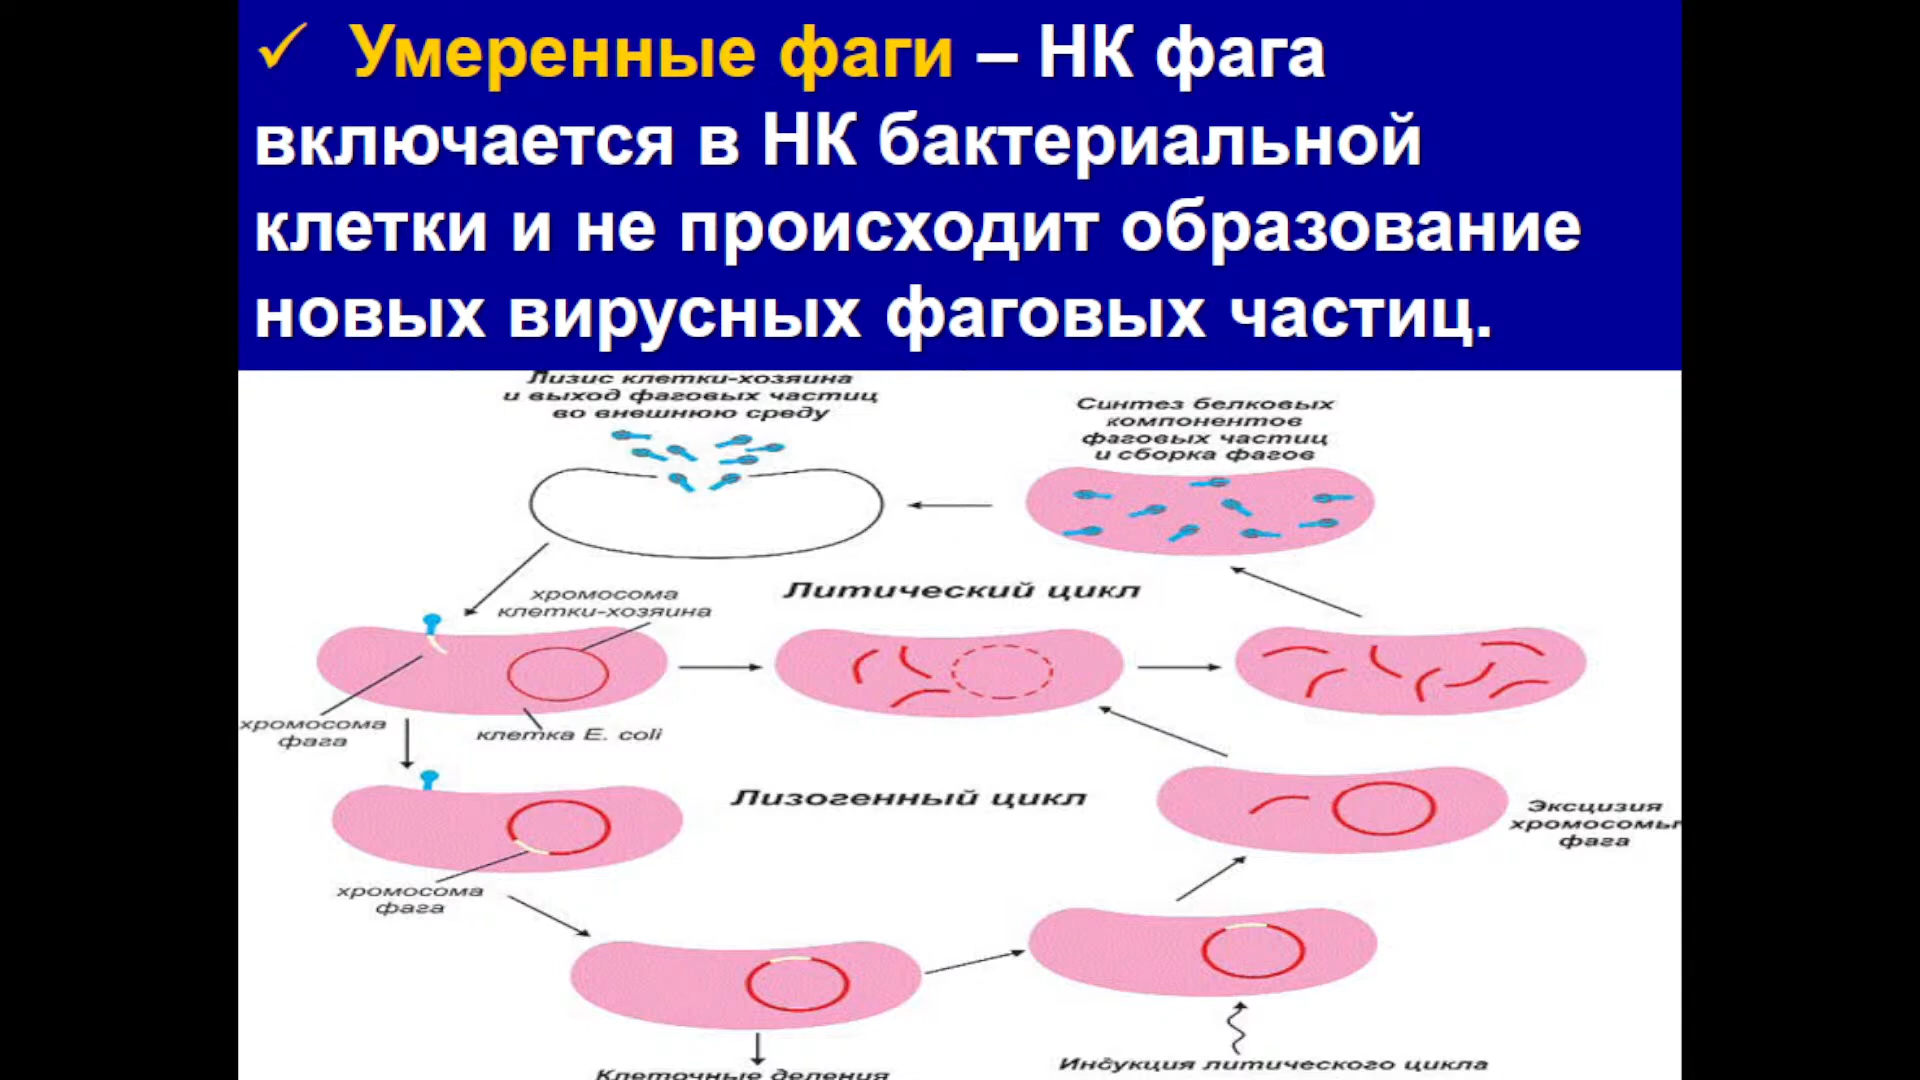 ✓ Умеренные фаги – НК фага
включается в НК бактериальной
клетки и не происходит образование
новых вирусных фаговых частиц.
Лизис клетки-хозяина
и выход фаговых частиц
во внешнюю среду
Синтез белковых
компонентов
фаговых частиц
и сборка фагов
Литический цикл
хромосома
клетки-хозяина
хромосома
фага
клетка E. coli
Лизогенный цикл
Эксцизия
хромосомы
фага
хромосома
фага
Клеточные деления
Индукция литического цикла